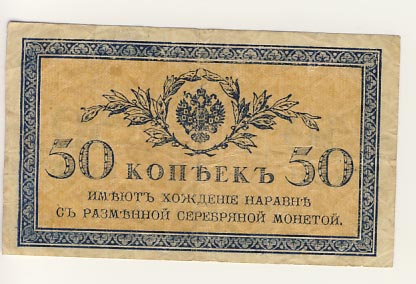 50 КОПѢЕКЪ 50
ИМѢЮТЪ ХОЖДЕНІЕ НАРАВНѢ
СЪ РАЗМѢННОЙ СЕРЕБРЯНОЙ МОНЕТОЙ.